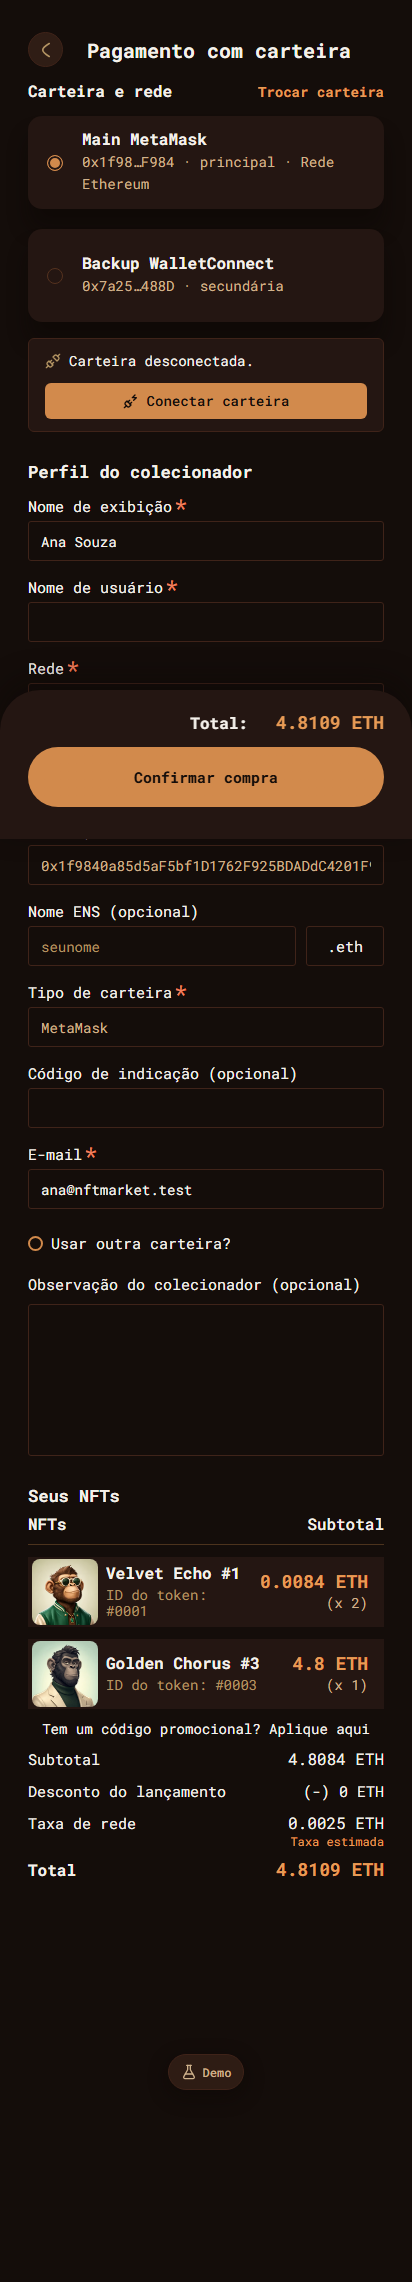 Pagamento com carteira
Carteira e rede
Trocar carteira
Main MetaMask
0x1f98…F984 · principal · Rede
Ethereum
Backup WalletConnect
0x7a25…488D · secundária
Carteira desconectada.
Conectar carteira
Perfil do colecionador
Nome de exibição*
Ana Souza
Nome de usuário*
Rede*
Total: 4.8109 ETH
Confirmar compra
0x1f9840a85d5aF5bf1D1762F925BDADdC4201F
Nome ENS (opcional)
seunome
.eth
Tipo de carteira*
MetaMask
Código de indicação (opcional)
E-mail*
ana@nftmarket.test
Usar outra carteira?
Observação do colecionador (opcional)
Seus NFTs
NFTs
Subtotal
Velvet Echo #1
0.0084 ETH
ID do token:
#0001
(x 2)
Golden Chorus #3
4.8 ETH
ID do token: #0003
(x 1)
Tem um código promocional? Aplique aqui
Subtotal
4.8084 ETH
Desconto do lançamento
(-) 0 ETH
Taxa de rede
0.0025 ETH
Taxa estimada
Total
4.8109 ETH
Demo